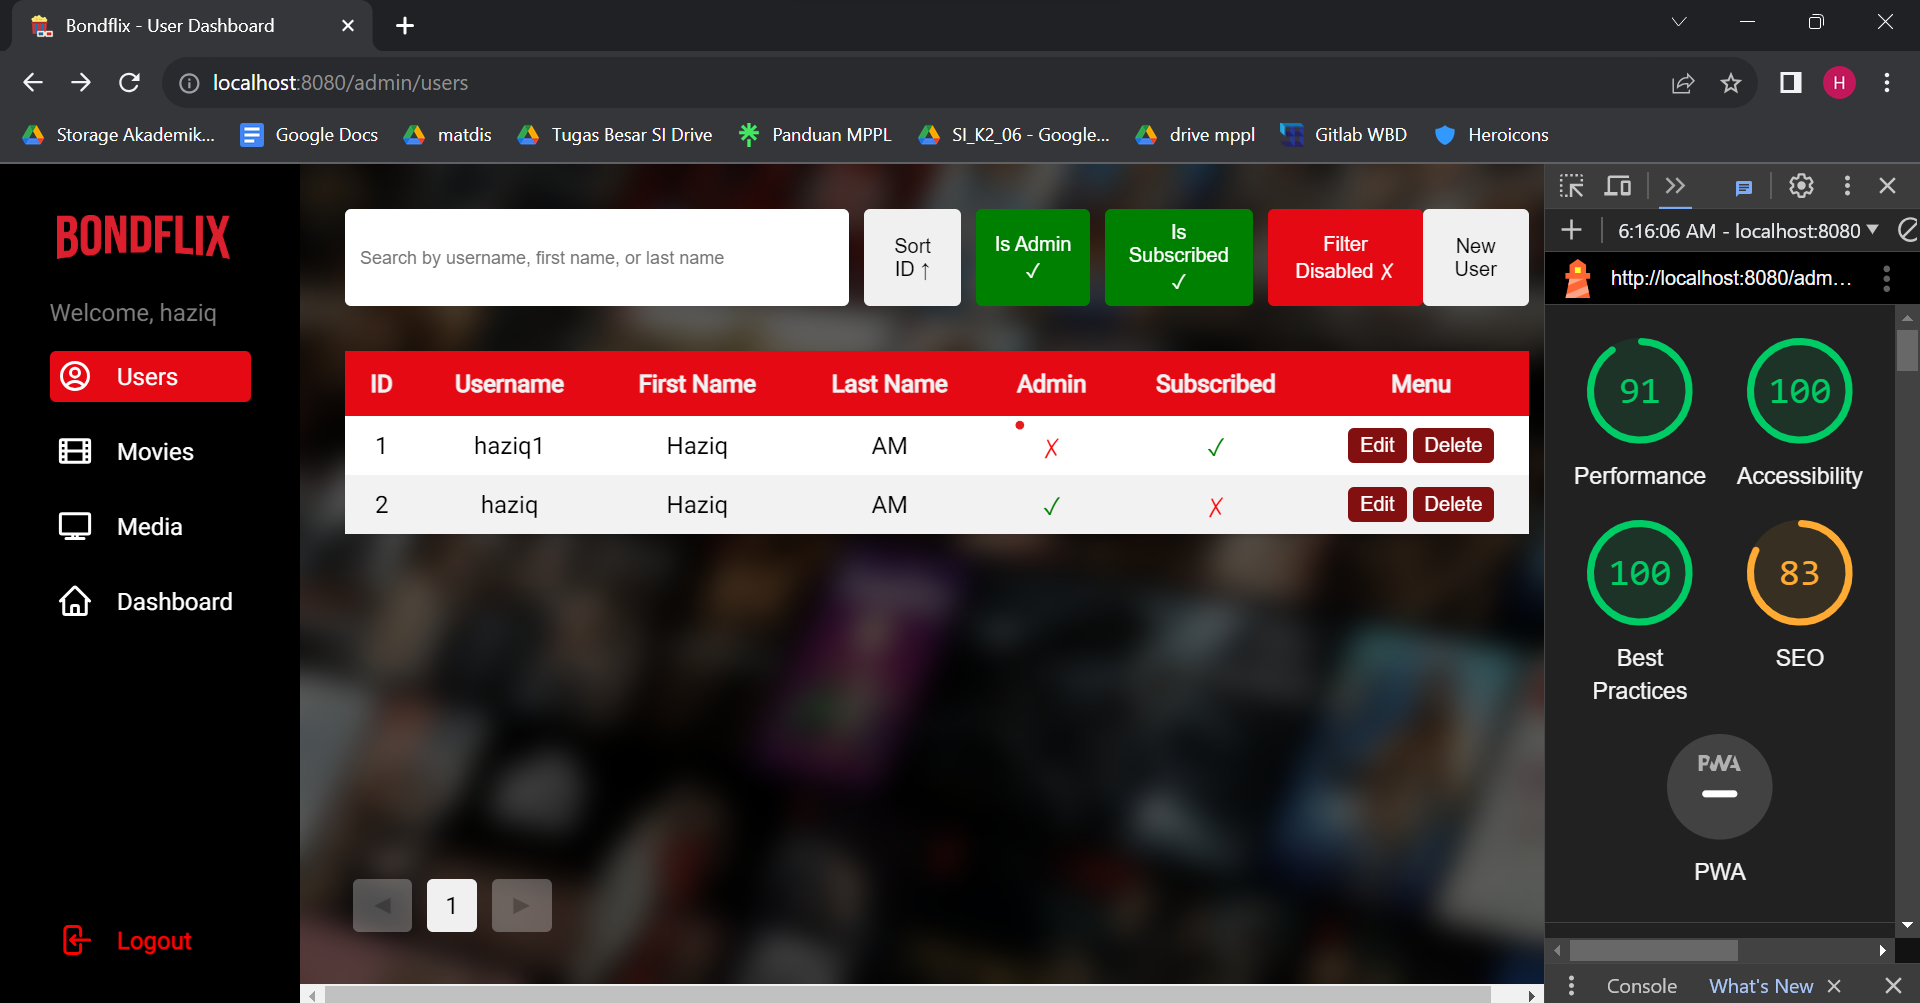 Bondflix - User Dashboard
localhost:8080/admin/users
H
Storage Akademik...
Google Docs
matdis
Tugas Besar SI Drive
Panduan MPPL
SI_K2_06 - Google...
drive mppl
Gitlab WBD
Heroicons
BONDFLIX
Welcome, haziq
Users
Movies
Media
Dashboard
Logout
Search by username, first name, or last name
Sort
ID ↑
Is Admin
✓
Is
Subscribed
✓
Filter
Disabled ✗
New
User
ID Username First Name Last Name Admin Subscribed Menu
1 haziq1 Haziq AM ✗ ✓ Edit Delete
2 haziq Haziq AM ✓ ✗ Edit Delete
◀ 1 ▶
6:16:06 AM - localhost:8080
http://localhost:8080/adm...
91
Performance
100
Accessibility
100
Best
Practices
83
SEO
PWA
PWA
Console
What's New